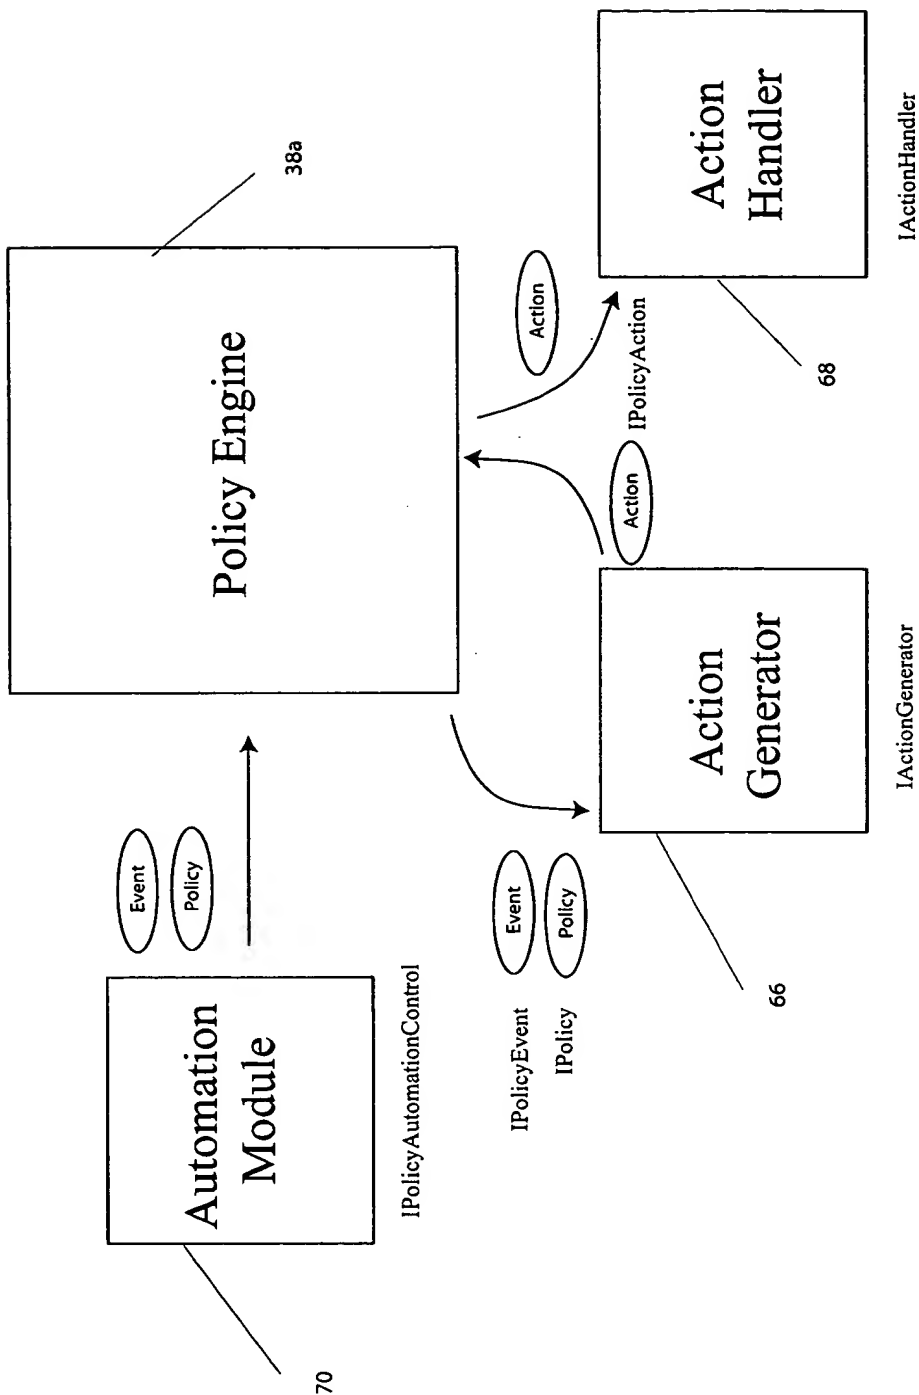 70
Automation
Module
IPolicyAutomationControl
Event
Policy
Policy Engine
38a
IPolicyEvent
IPolicy
Event
Policy
66
Action
Generator
IActionGenerator
Action
IPolicyAction
Action
68
Action
Handler
IActionHandler